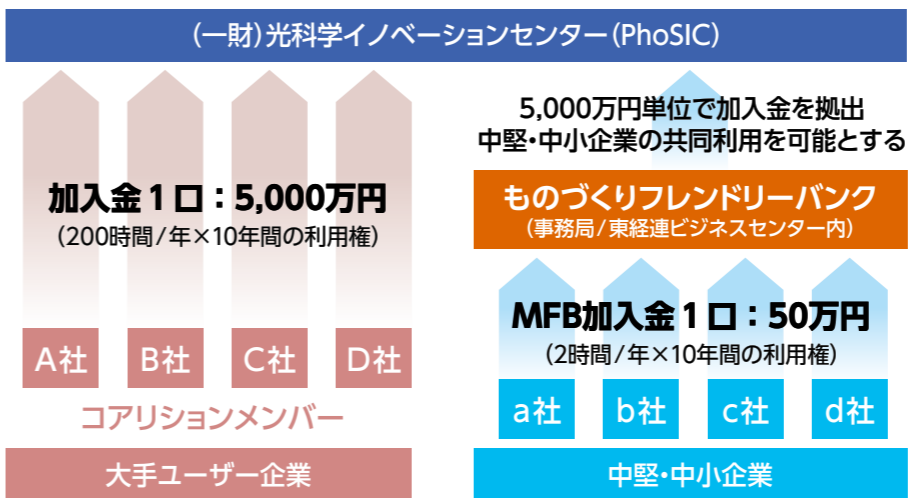 (一財)光科学イノベーションセンター(PhoSIC)
加入金1口:5,000万円
(200時間/年×10年間の利用権)
A社
B社
C社
D社
コアリションメンバー
大手ユーザー企業
5,000万円単位で加入金を拠出
中堅・中小企業の共同利用を可能とする
ものづくりフレンドリーバンク
(事務局/東経連ビジネスセンター内)
MFB加入金1口:50万円
(2時間/年×10年間の利用権)
a社
b社
c社
d社
中堅・中小企業